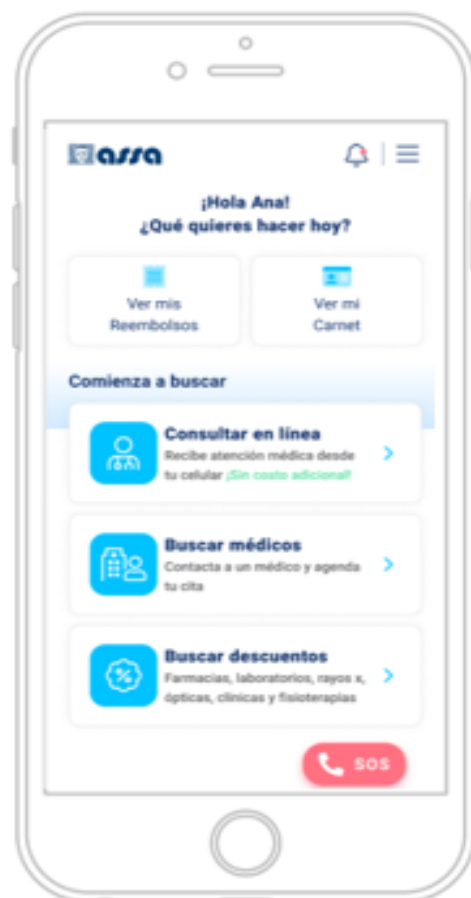 assa
¡Hola Ana!
¿Qué quieres hacer hoy?
Ver mis
Reembolsos
Ver mi
Carnet
Comienza a buscar
Consultar en línea
Recibe atención médica desde
tu celular ¡Sin costo adicional!
Buscar médicos
Contacta a un médico y agenda
tu cita
Buscar descuentos
Farmacias, laboratorios, rayos x,
ópticas, clínicas y fisioterapias
SOS